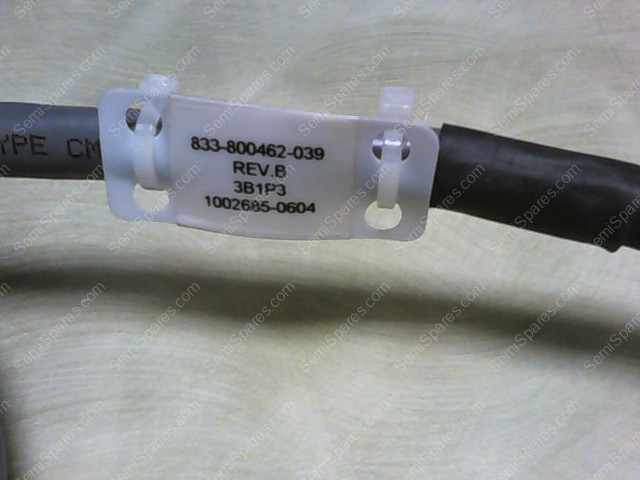 833-800462-039
REV.B
3B1P3
1002685-0604
YPE CM
SemiSpares.com